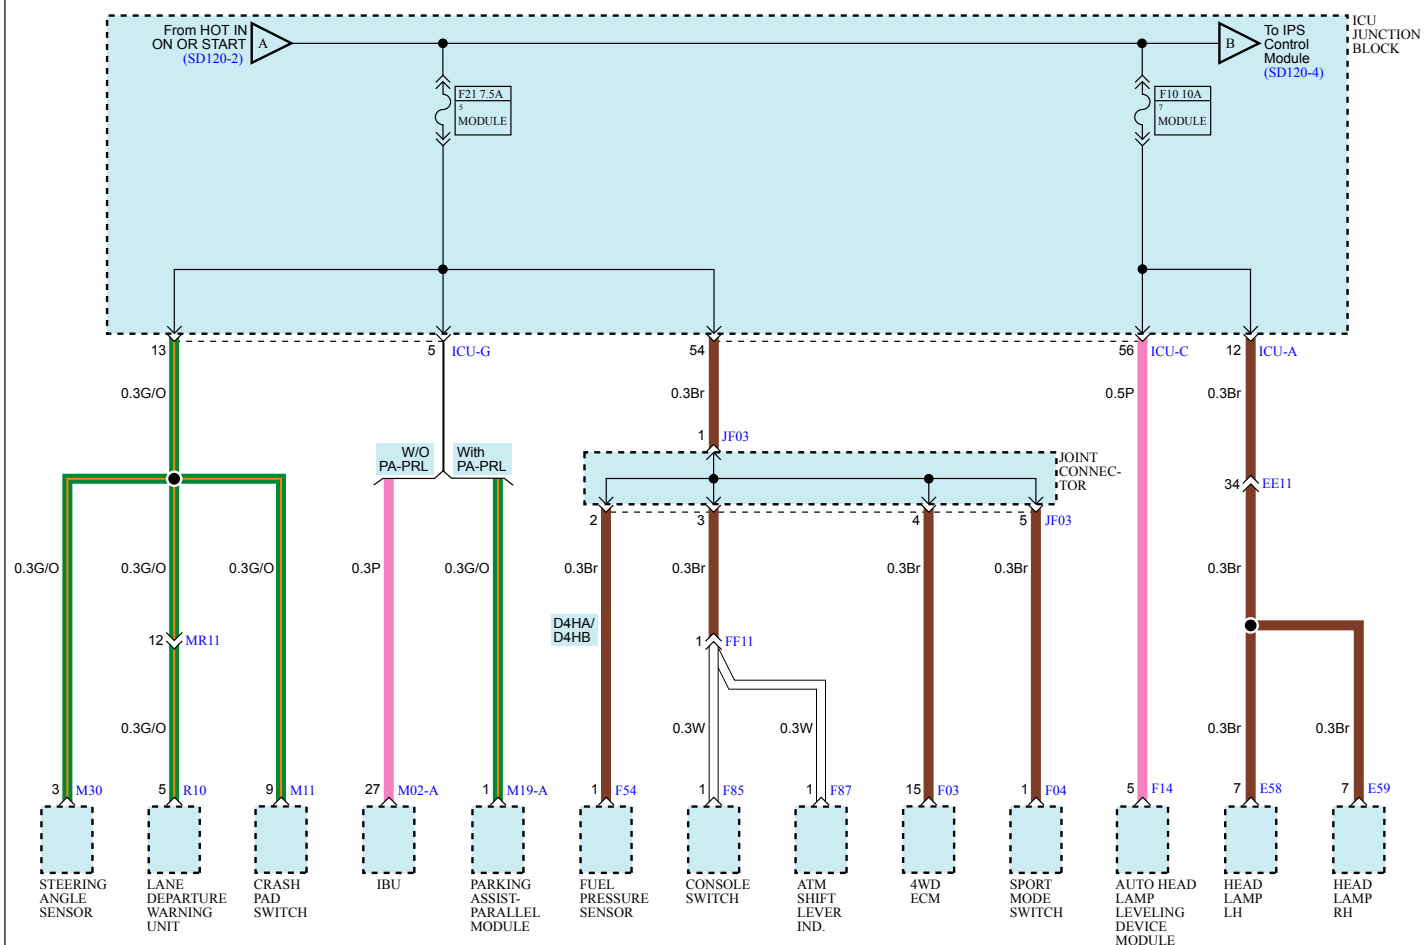 From HOT IN
ON OR START
(SD120-2)
A
B
To IPS
Control
Module
(SD120-4)
ICU
JUNCTION
BLOCK
F21 7.5A
5
MODULE
F10 10A
7
MODULE
13
5 ICU-G
54
56 ICU-C
12 ICU-A
0.3G/O
0.3Br
0.5P
0.3Br
1 JF03
W/O
PA-PRL
With
PA-PRL
JOINT
CONNEC-
TOR
34 EE11
2
3
4
5 JF03
0.3G/O
0.3G/O
0.3G/O
0.3P
0.3G/O
0.3Br
0.3Br
0.3Br
0.3Br
0.3Br
D4HA/
D4HB
12 MR11
1 FF11
0.3G/O
0.3W
0.3W
0.3Br
0.3Br
3 M30
5 R10
9 M11
27 M02-A
1 M19-A
1 F54
1 F85
1 F87
15 F03
1 F04
5 F14
7 E58
7 E59
STEERING
ANGLE
SENSOR
LANE
DEPARTURE
WARNING
UNIT
CRASH
PAD
SWITCH
IBU
PARKING
ASSIST-
PARALLEL
MODULE
FUEL
PRESSURE
SENSOR
CONSOLE
SWITCH
ATM
SHIFT
LEVER
IND.
4WD
ECM
SPORT
MODE
SWITCH
AUTO HEAD
LAMP
LEVELING
DEVICE
MODULE
HEAD
LAMP
LH
HEAD
LAMP
RH